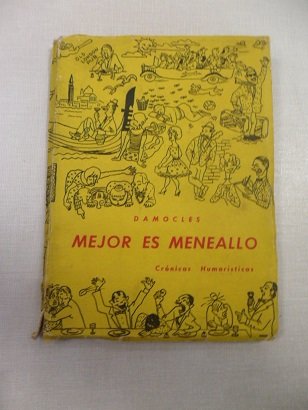 DAMOCLES
MEJOR ES MENEALLO
Crónicas Humorísticas